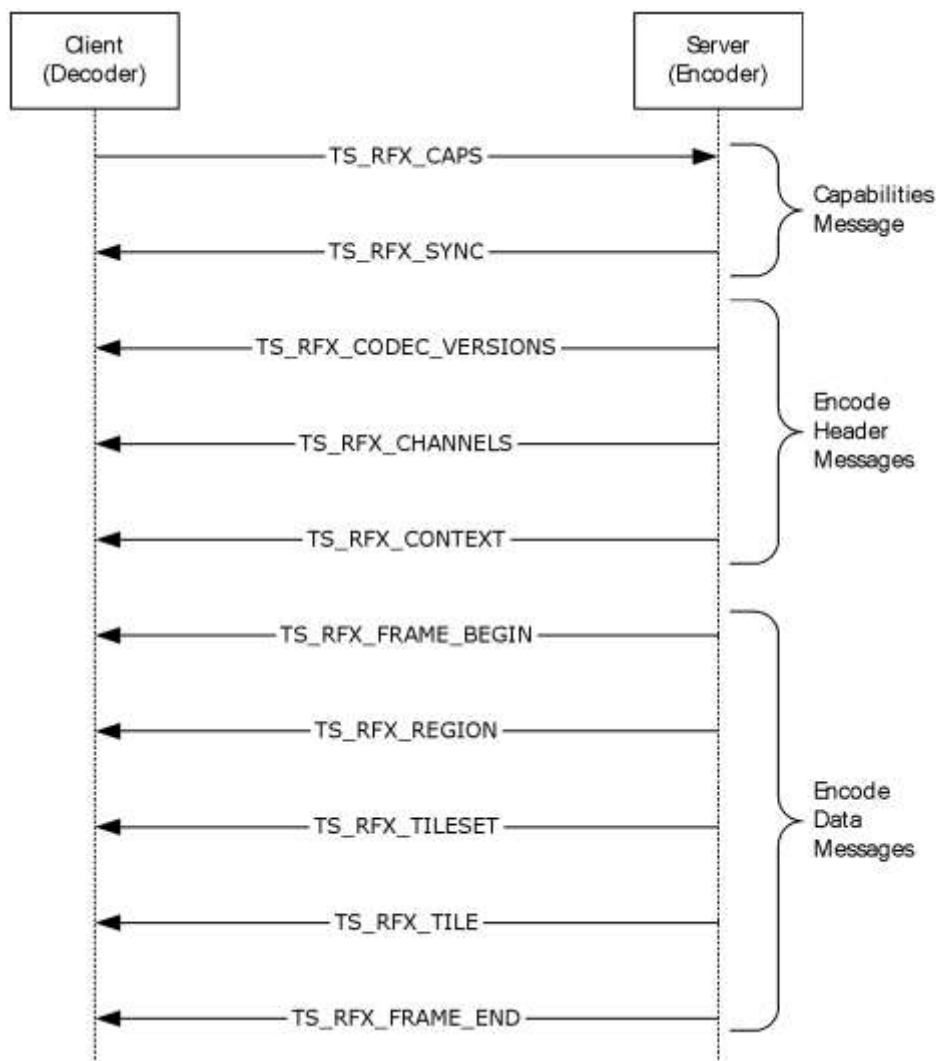 Client
(Decoder)
Server
(Encoder)
TS_RFX_CAPS
Capabilities
Message
TS_RFX_SYNC
TS_RFX_CODEC_VERSIONS
TS_RFX_CHANNELS
Encode
Header
Messages
TS_RFX_CONTEXT
TS_RFX_FRAME_BEGIN
TS_RFX_REGION
TS_RFX_TILESET
Encode
Data
Messages
TS_RFX_TILE
TS_RFX_FRAME_END